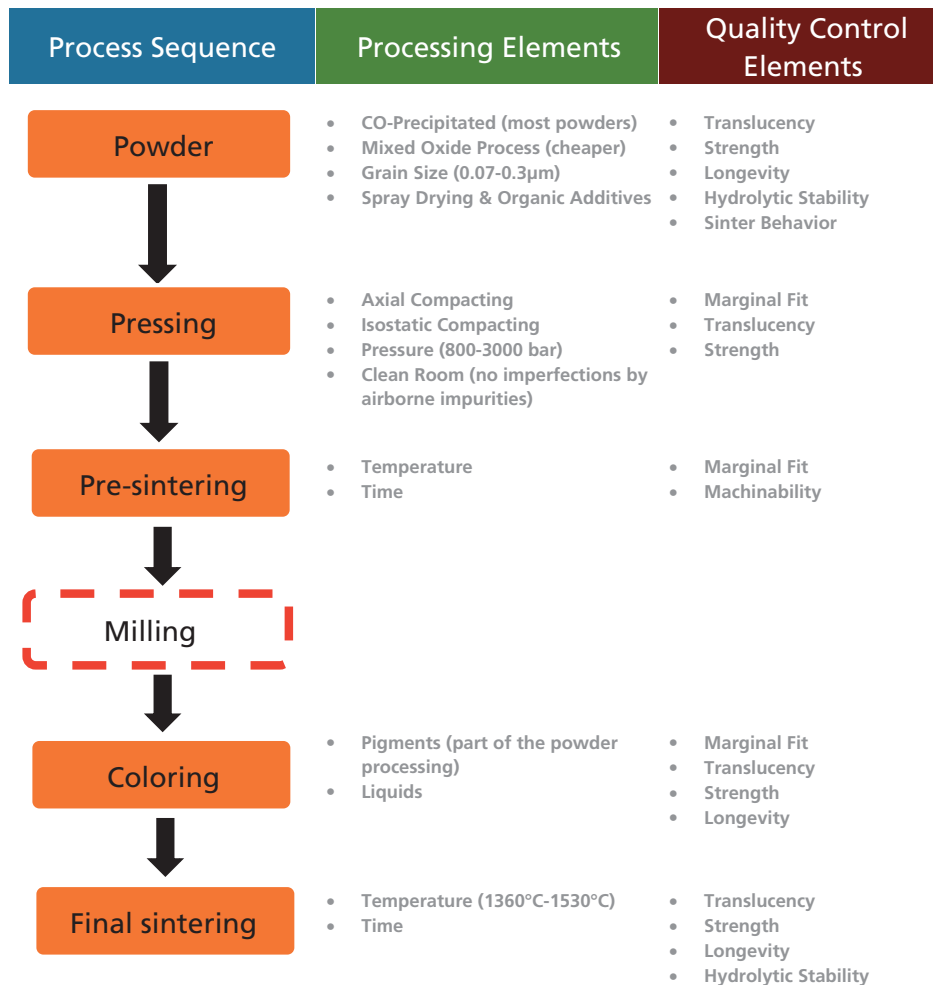 Process Sequence
Processing Elements
Quality Control
Elements
Powder
• CO-Precipitated (most powders)
• Mixed Oxide Process (cheaper)
• Grain Size (0.07-0.3µm)
• Spray Drying & Organic Additives
• Translucency
• Strength
• Longevity
• Hydrolytic Stability
• Sinter Behavior
Pressing
• Axial Compacting
• Isostatic Compacting
• Pressure (800-3000 bar)
• Clean Room (no imperfections by
airborne impurities)
• Marginal Fit
• Translucency
• Strength
Pre-sintering
• Temperature
• Time
• Marginal Fit
• Machinability
Milling
Coloring
• Pigments (part of the powder
processing)
• Liquids
• Marginal Fit
• Translucency
• Strength
• Longevity
Final sintering
• Temperature (1360°C-1530°C)
• Time
• Translucency
• Strength
• Longevity
• Hydrolytic Stability